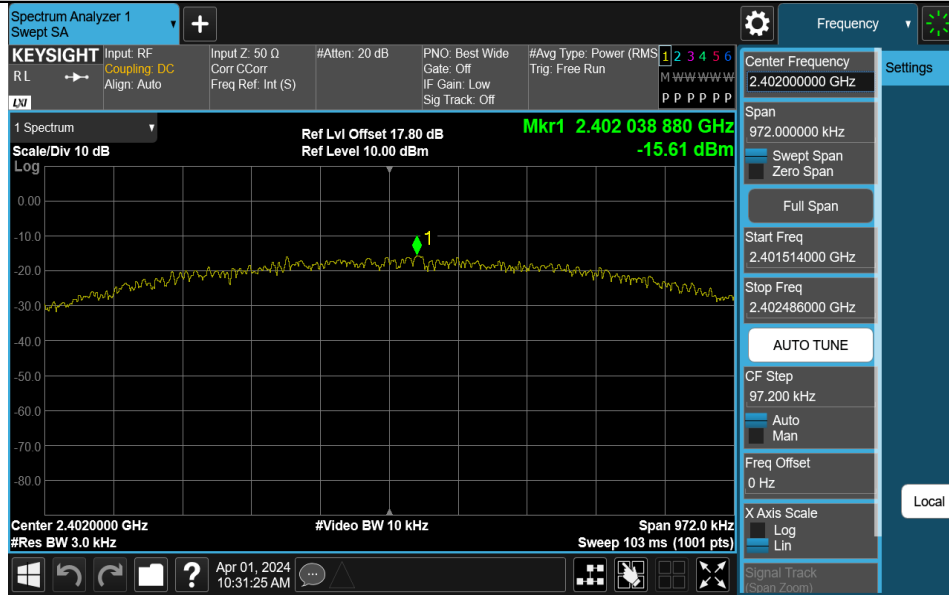 Spectrum Analyzer 1
Swept SA
+
Frequency
KEYSIGHT
RL
LXI
Input: RF
Coupling: DC
Align: Auto
Input Z: 50 Ω
Corr CCorr
Freq Ref: Int (S)
#Atten: 20 dB
PNO: Best Wide
Gate: Off
IF Gain: Low
Sig Track: Off
#Avg Type: Power (RMS
Trig: Free Run
1 2 3 4 5 6
M W W W W W
P P P P P P
1 Spectrum
Scale/Div 10 dB
Log
Ref Lvl Offset 17.80 dB
Ref Level 10.00 dBm
Mkr1 2.402 038 880 GHz
-15.61 dBm
1
0.00
-10.0
-20.0
-30.0
-40.0
-50.0
-60.0
-70.0
-80.0
Center 2.4020000 GHz
#Res BW 3.0 kHz
#Video BW 10 kHz
Span 972.0 kHz
Sweep 103 ms (1001 pts)
Center Frequency
2.402000000 GHz
Span
972.000000 kHz
Swept Span
Zero Span
Full Span
Start Freq
2.401514000 GHz
Stop Freq
2.402486000 GHz
AUTO TUNE
CF Step
97.200 kHz
Auto
Man
Freq Offset
0 Hz
X Axis Scale
Log
Lin
Signal Track
(Span Zoom)
Settings
Local
?
Apr 01, 2024
10:31:25 AM